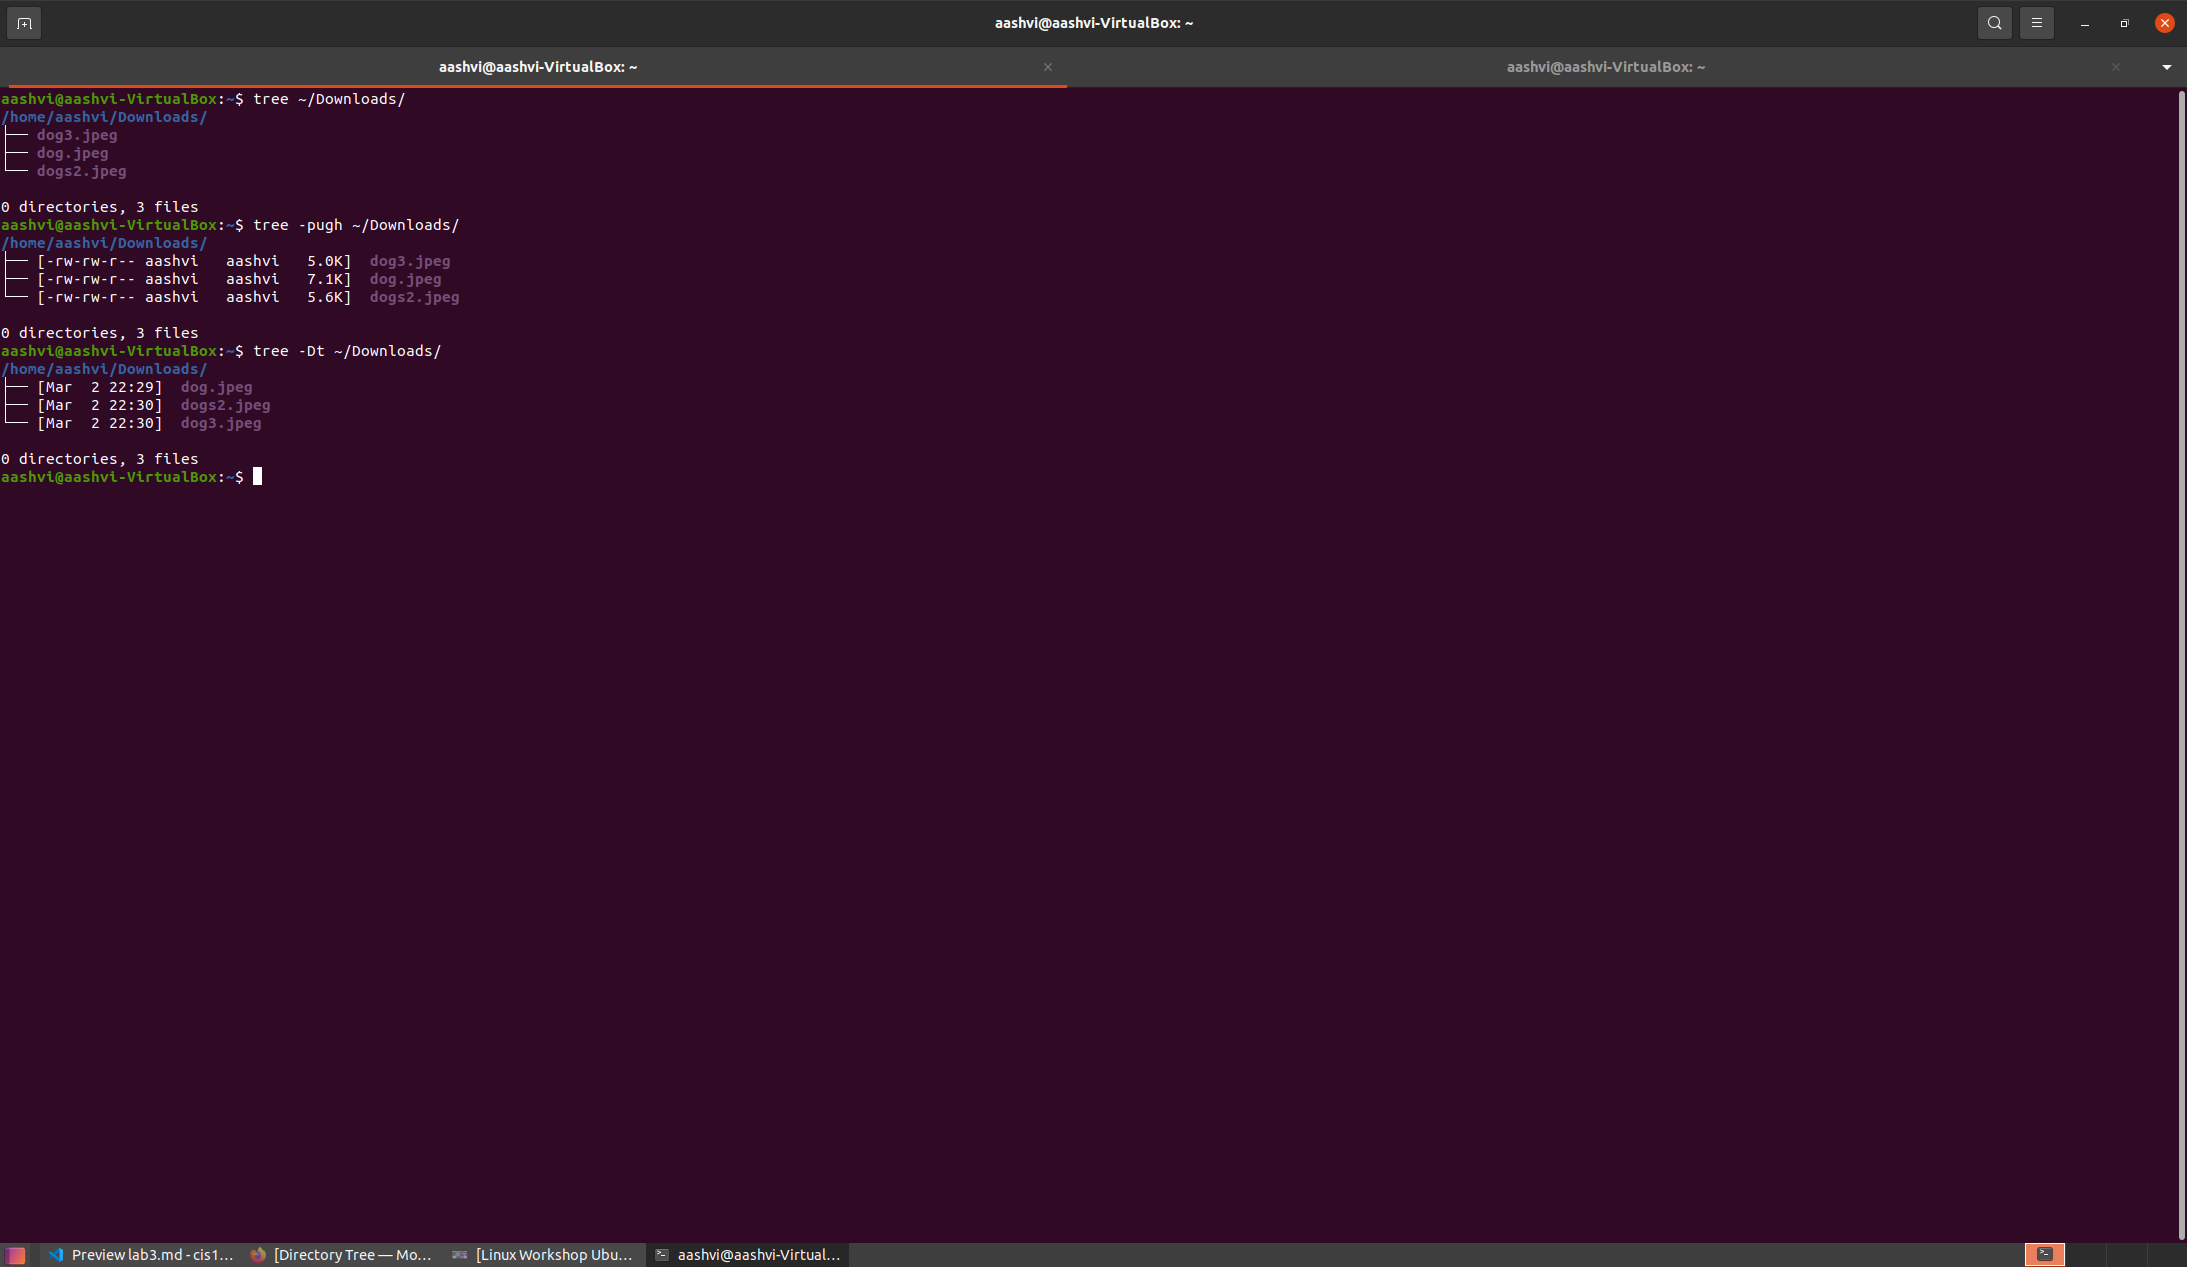 aashvi@aashvi-VirtualBox: ~
aashvi@aashvi-VirtualBox: ~
aashvi@aashvi-VirtualBox: ~
aashvi@aashvi-VirtualBox:~$ tree ~/Downloads/
/home/aashvi/Downloads/
├── dog3.jpeg
├── dog.jpeg
└── dogs2.jpeg
0 directories, 3 files
aashvi@aashvi-VirtualBox:~$ tree -pugh ~/Downloads/
/home/aashvi/Downloads/
├── [-rw-rw-r-- aashvi   aashvi   5.0K]  dog3.jpeg
├── [-rw-rw-r-- aashvi   aashvi   7.1K]  dog.jpeg
└── [-rw-rw-r-- aashvi   aashvi   5.6K]  dogs2.jpeg
0 directories, 3 files
aashvi@aashvi-VirtualBox:~$ tree -Dt ~/Downloads/
/home/aashvi/Downloads/
├── [Mar  2 22:29]  dog.jpeg
├── [Mar  2 22:30]  dogs2.jpeg
└── [Mar  2 22:30]  dog3.jpeg
0 directories, 3 files
aashvi@aashvi-VirtualBox:~$
Preview lab3.md - cis1... [Directory Tree — Mo... [Linux Workshop Ubu... aashvi@aashvi-Virtual...